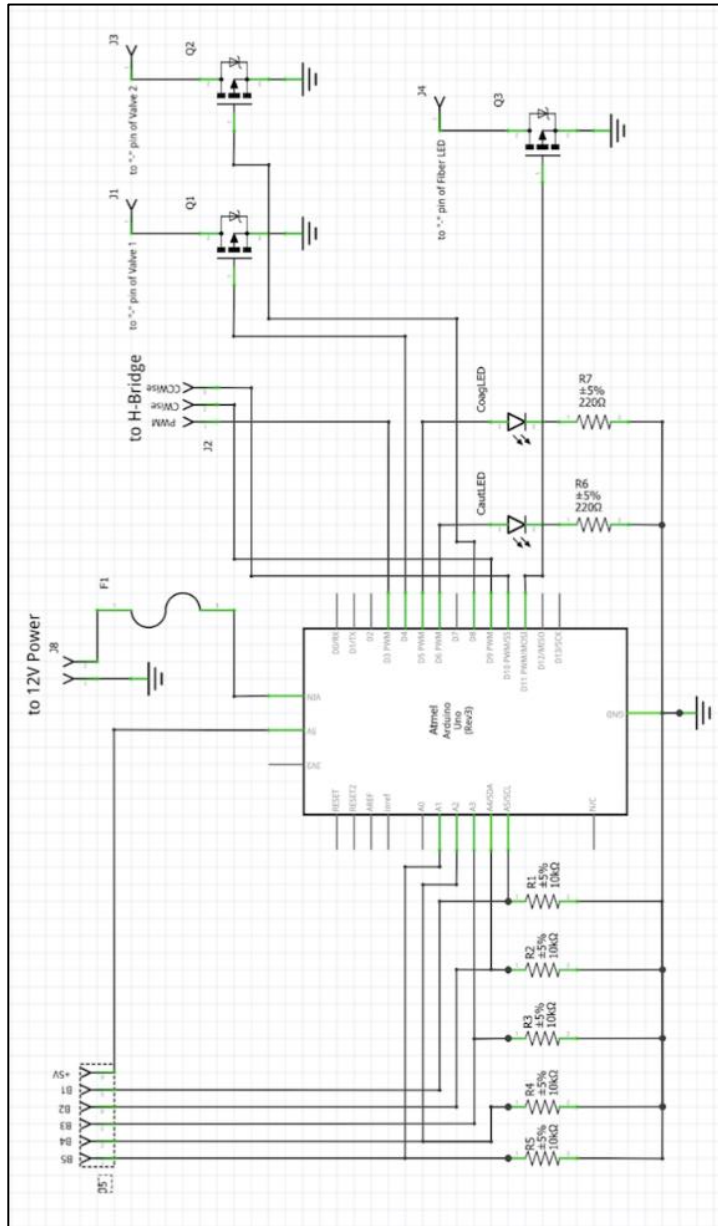 J3
Q2
to "-" pin of Valve 2
J1
Q1
to "-" pin of Valve 1
J4
Q3
to "-" pin of Fiber LED
to H-Bridge
CCWise
CWise
PWM
J2
CoagLED
R7
±5%
220Ω
CautLED
R6
±5%
220Ω
F1
to 12V Power
J8
D0/RX
D1/TX
D2
D3 PWM
D4
D5 PWM
D6 PWM
D7
D8
D9 PWM
D10 PWM/SS
D11 PWM/MOSI
D12/MISO
D13/SCK
VIN
5V
3V3
Atmel
Arduino
Uno
(Rev3)
GND
RESET
RESET2
AREF
ioref
A0
A1
A2
A3
A4/SDA
A5/SCL
N/C
R1
±5%
10kΩ
R2
±5%
10kΩ
R3
±5%
10kΩ
R4
±5%
10kΩ
R5
±5%
10kΩ
+5V
B1
B2
B3
B4
B5
J5